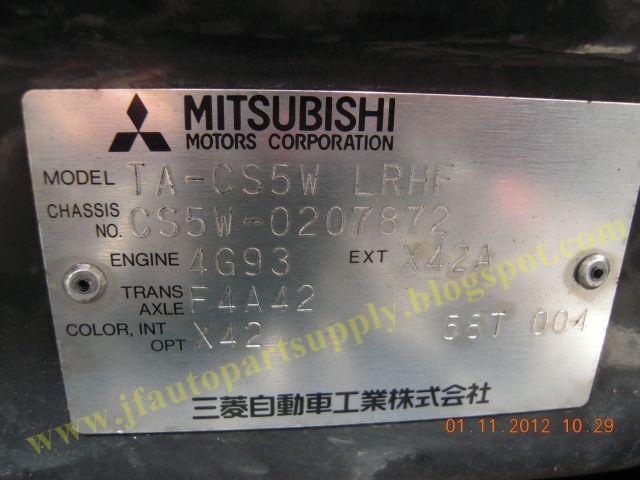 MITSUBISHI
MOTORS CORPORATION
MODEL TA-CS5W LRHF
CHASSIS NO. CS5W-0207872
ENGINE 4G93 EXT X42A
TRANS AXLE F4A42
COLOR, INT OPT X42 56T 004
三菱自動車工業株式会社
www.jfautopartsupply.blogspot.com
01.11.2012 10:29